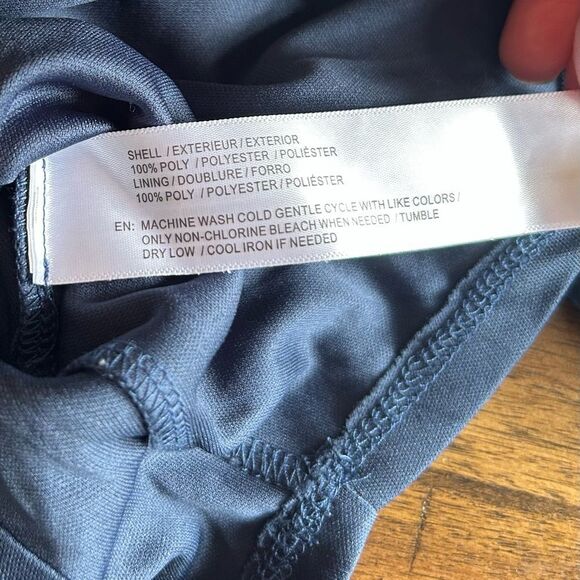 SHELL / EXTERIEUR / EXTERIOR
100% POLY / POLYESTER / POLIÉSTER
LINING / DOUBLURE / FORRO
100% POLY / POLYESTER / POLIÉSTER
EN: MACHINE WASH COLD GENTLE CYCLE WITH LIKE COLORS /
ONLY NON-CHLORINE BLEACH WHEN NEEDED / TUMBLE
DRY LOW / COOL IRON IF NEEDED